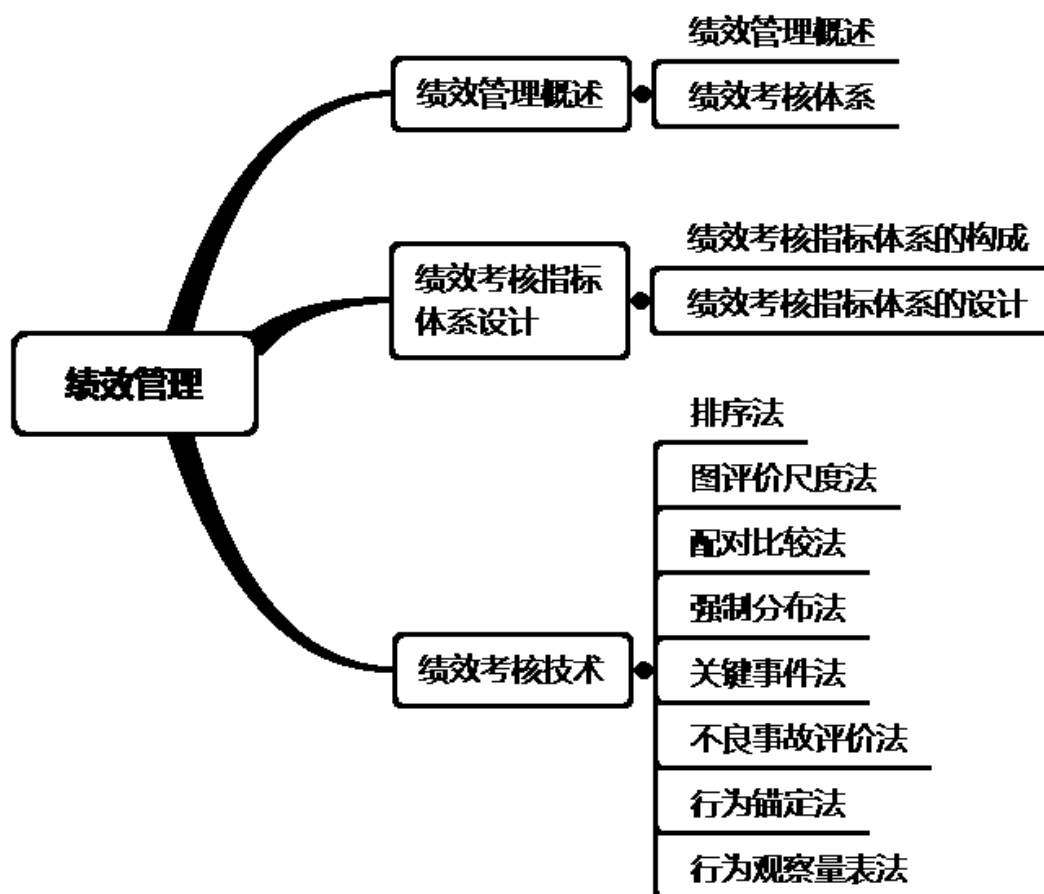 绩效管理
绩效管理概述
绩效管理概述
绩效考核体系
绩效考核指标
体系设计
绩效考核指标体系的构成
绩效考核指标体系的设计
绩效考核技术
排序法
图评价尺度法
配对比较法
强制分布法
关键事件法
不良事故评价法
行为锚定法
行为观察量表法